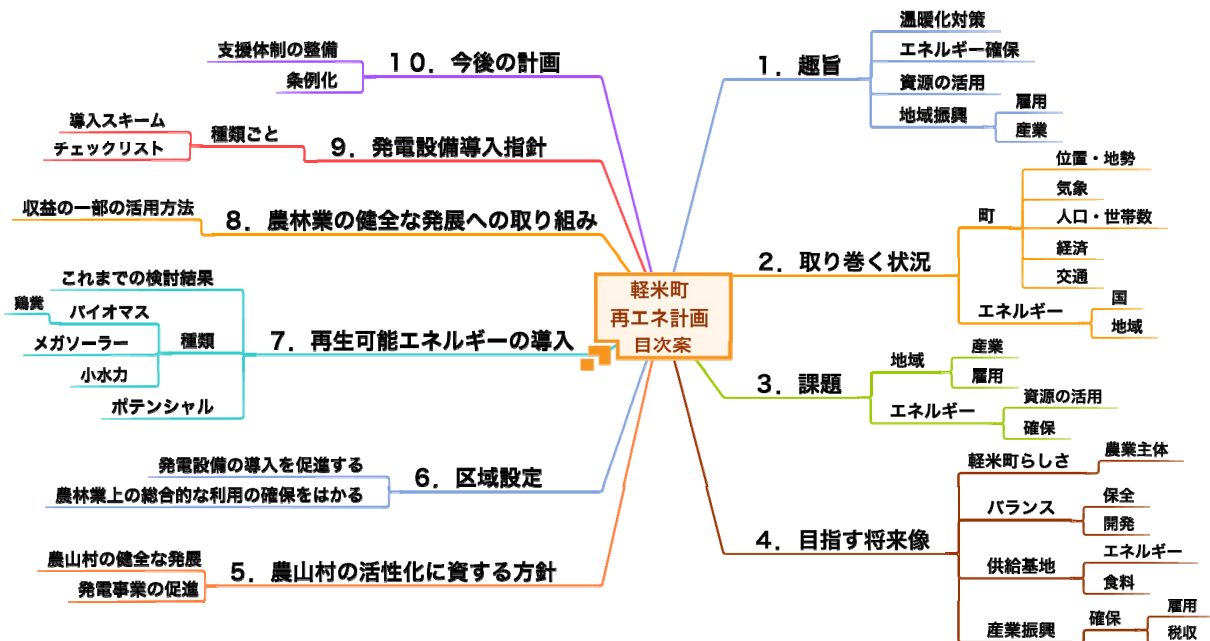 軽米町
再エネ計画
目次案
1．趣旨
温暖化対策
エネルギー確保
資源の活用
地域振興
雇用
産業
2．取り巻く状況
町
位置・地勢
気象
人口・世帯数
経済
交通
エネルギー
国
地域
3．課題
地域
産業
雇用
エネルギー
資源の活用
確保
4．目指す将来像
軽米町らしさ
農業主体
バランス
保全
開発
供給基地
エネルギー
食料
産業振興
確保
雇用
税収
5．農山村の活性化に資する方針
農山村の健全な発展
発電事業の促進
6．区域設定
発電設備の導入を促進する
農林業上の総合的な利用の確保をはかる
7．再生可能エネルギーの導入
これまでの検討結果
種類
バイオマス
鶏糞
メガソーラー
小水力
ポテンシャル
8．農林業の健全な発展への取り組み
収益の一部の活用方法
9．発電設備導入指針
種類ごと
導入スキーム
チェックリスト
10．今後の計画
支援体制の整備
条例化